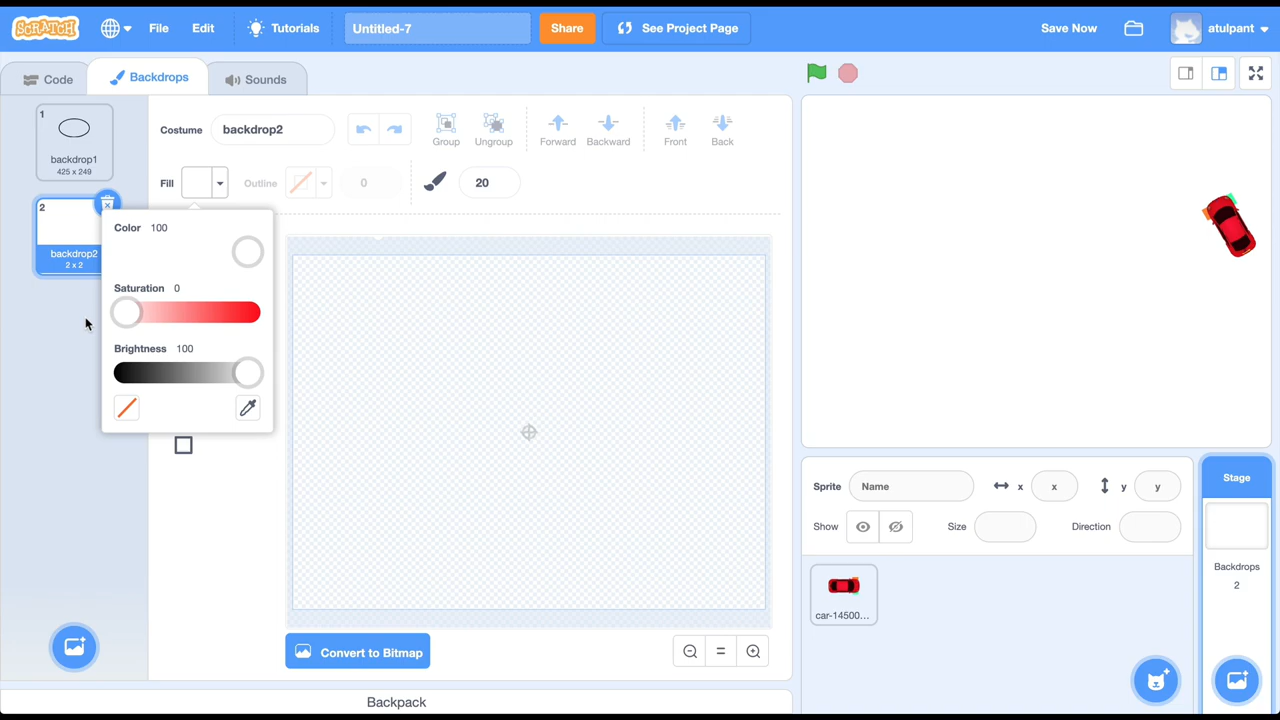 SCRATCH File Edit Tutorials Untitled-7 Share See Project Page Save Now atulpant
Code Backdrops Sounds
1
backdrop1
425 x 249
2
backdrop2
2 x 2
Costume backdrop2 Group Ungroup Forward Backward Front Back
Fill Outline 0 20
Color 100
Saturation 0
Brightness 100
Convert to Bitmap
Backpack
Sprite Name x x y y
Show Size Direction
car-14500...
Stage
Backdrops
2